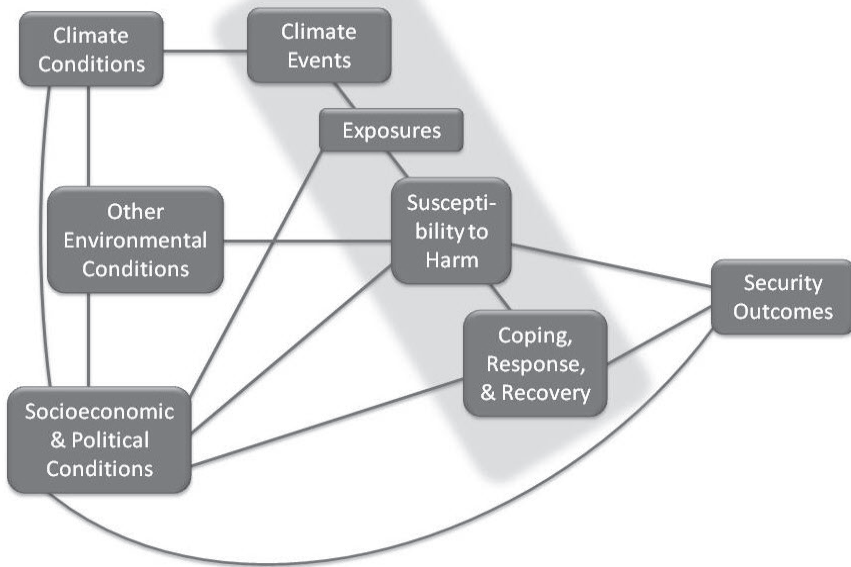 Climate
Conditions
Climate
Events
Exposures
Suscepti-
bility to
Harm
Other
Environmental
Conditions
Security
Outcomes
Coping,
Response,
& Recovery
Socioeconomic
& Political
Conditions